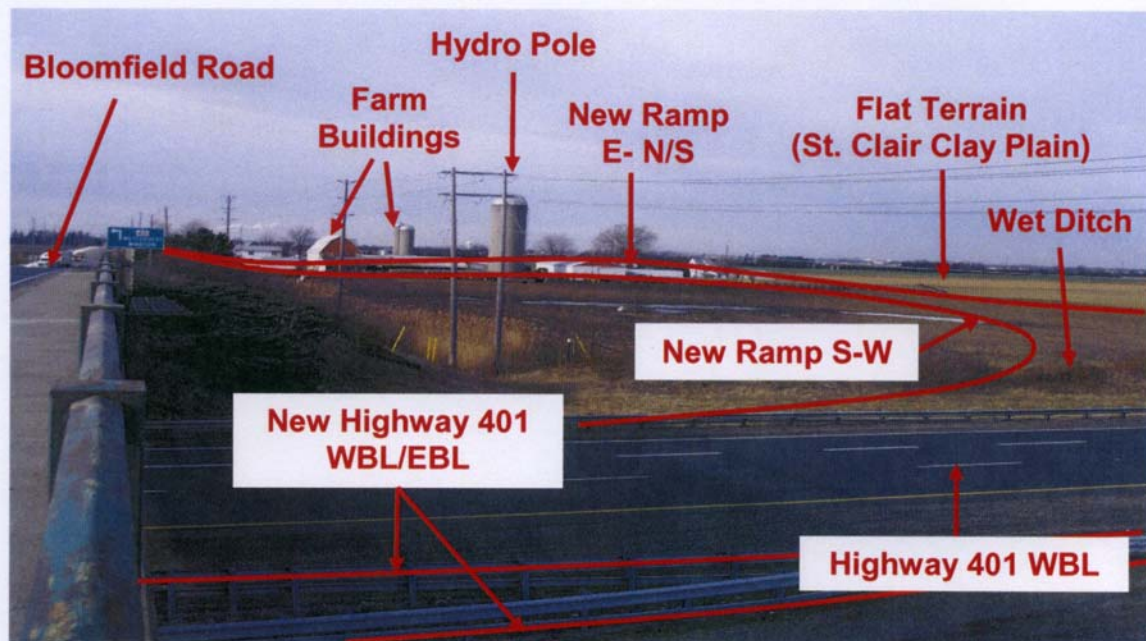 Hydro Pole
Bloomfield Road
Farm
Buildings
New Ramp
E- N/S
Flat Terrain
(St. Clair Clay Plain)
Wet Ditch
New Ramp S-W
New Highway 401
WBL/EBL
Highway 401 WBL